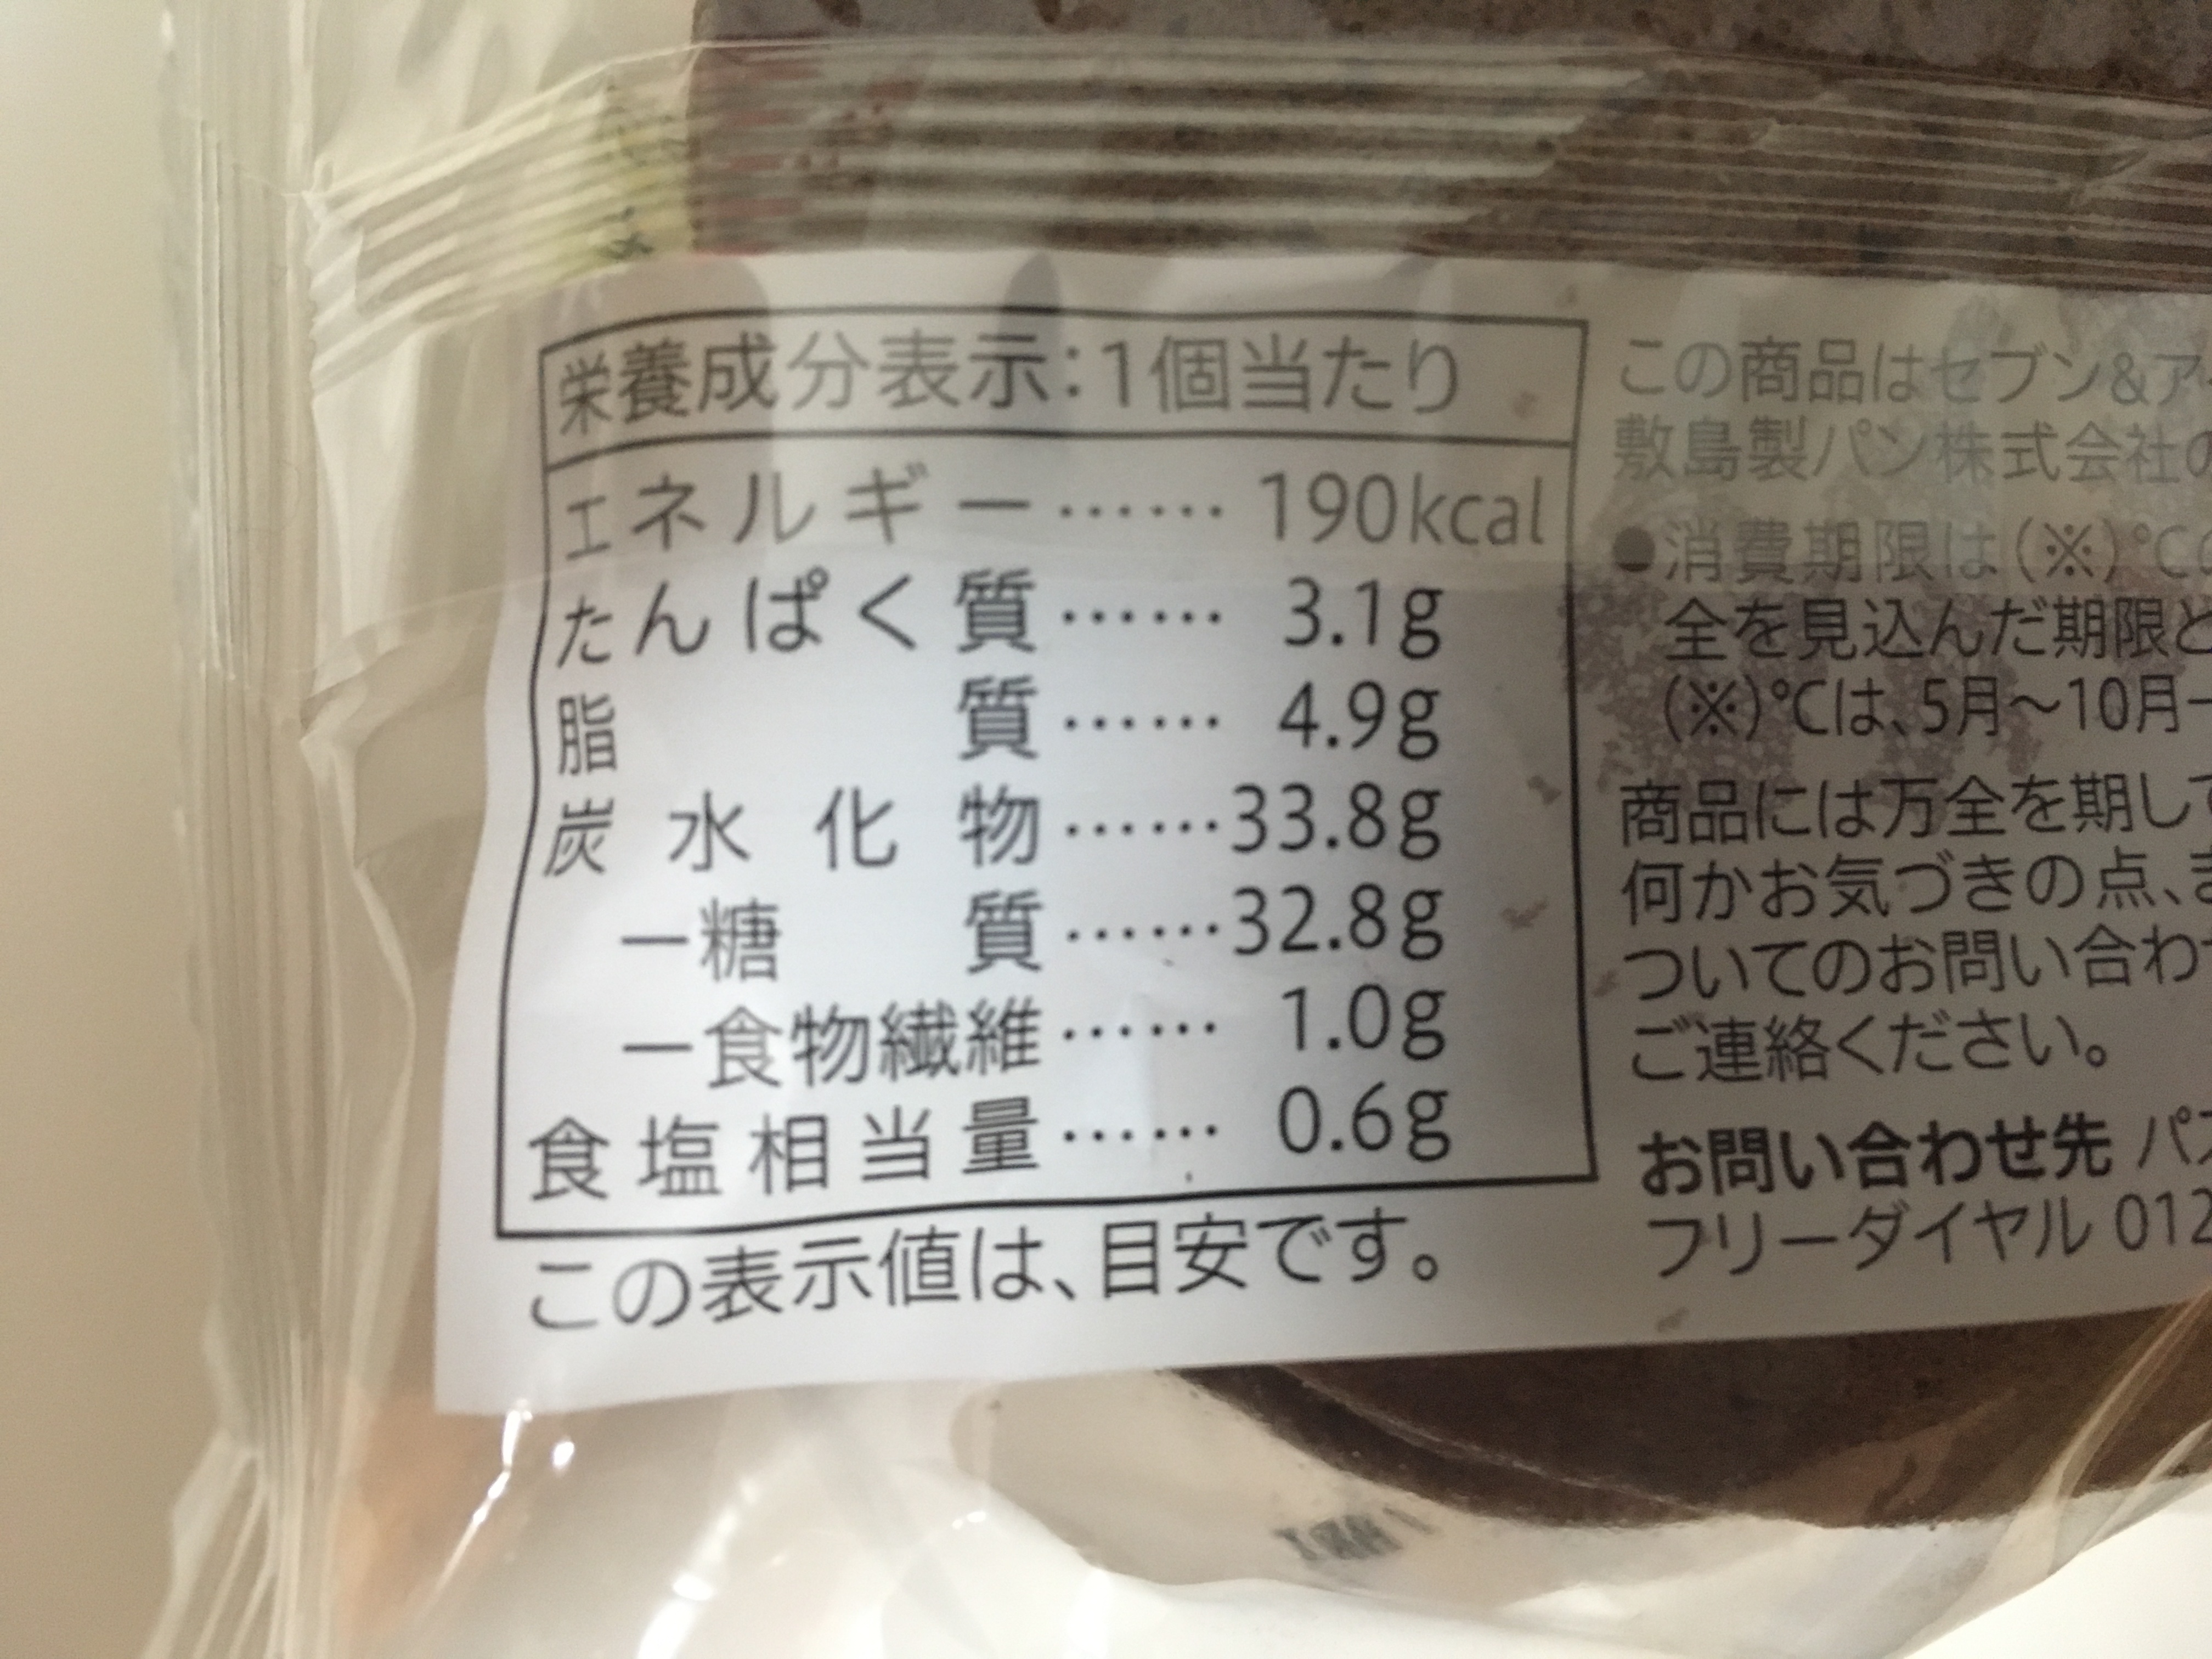 栄養成分表示:1個当たり
エネルギー……190kcal
たんぱく質……3.1g
脂質……4.9g
炭水化物……33.8g
ー糖質……32.8g
ー食物繊維……1.0g
食塩相当量……0.6g
この表示値は、目安です。
この商品はセブン&ア
敷島製パン株式会社の
●消費期限は(※)℃の
全を見込んだ期限と
(※)℃は、5月〜10月
商品には万全を期して
何かお気づきの点、ま
ついてのお問い合わせ
ご連絡ください。
お問い合わせ先 パス
フリーダイヤル 012